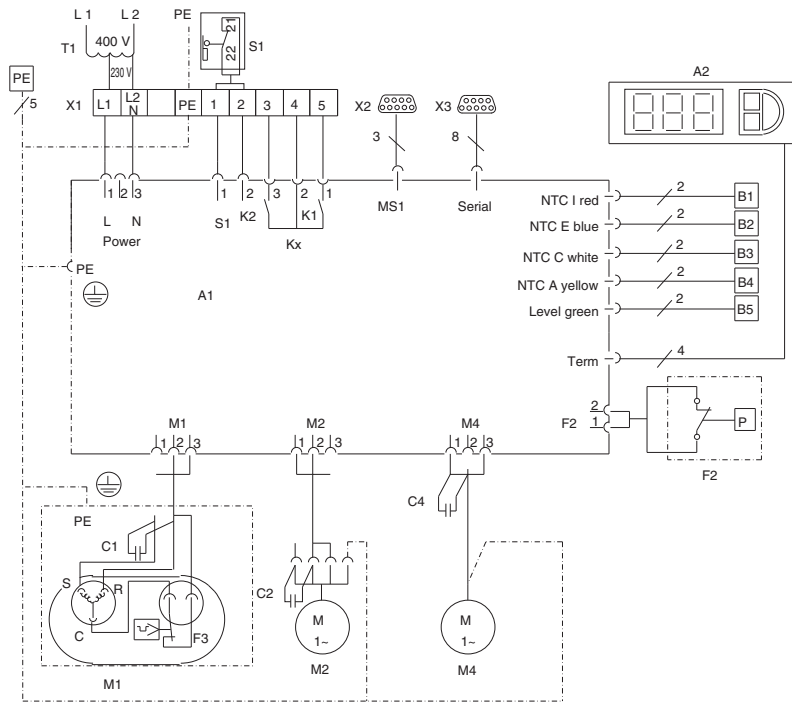 L 1 L 2 PE
T1 400 V 21 22 S1
PE 230 V A2
5
X1 L1 L2 N PE 1 2 3 4 5 X2 X3
3 8
1 2 3 1 2 3 2 1 MS1 Serial
L N S1 K2 K1
Power Kx
NTC I red 2 B1
NTC E blue 2 B2
NTC C white 2 B3
NTC A yellow 2 B4
Level green 2 B5
PE
A1
Term 4
2
F2 1 P
F2
M1 M2 M4
1 2 3 1 2 3 1 2 3
C4
PE
C1
S R C2
C F3 M 1~ M 1~
M1 M2 M4